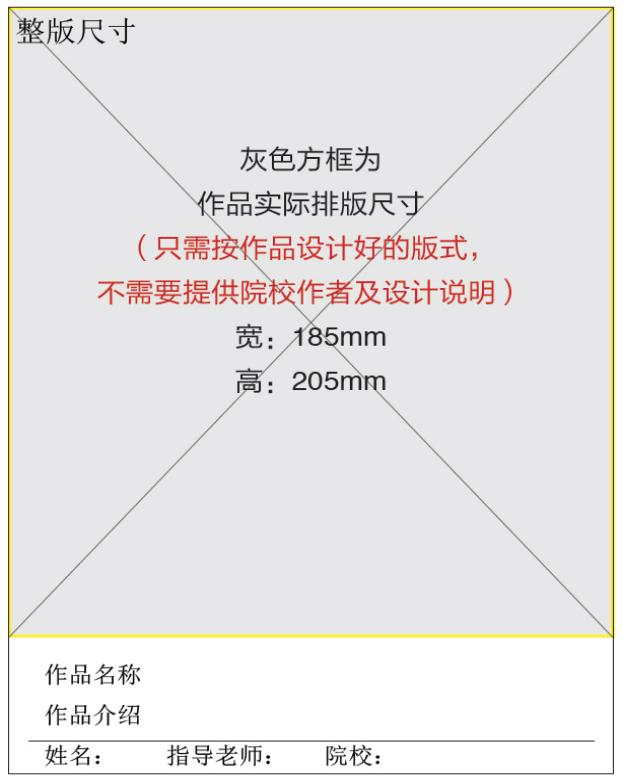 整版尺寸
灰色方框为
作品实际排版尺寸
（只需按作品设计好的版式，
不需要提供院校作者及设计说明）
宽：185mm
高：205mm
作品名称
作品介绍
姓名： 指导老师： 院校：